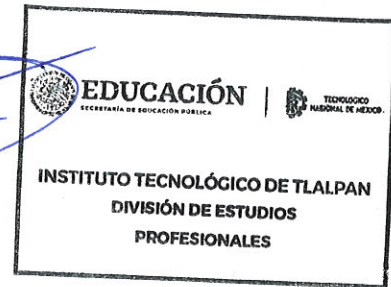 EDUCACIÓN
SECRETARÍA DE EDUCACIÓN PÚBLICA
TECNOLÓGICO
NACIONAL DE MÉXICO
INSTITUTO TECNOLÓGICO DE TLALPAN
DIVISIÓN DE ESTUDIOS
PROFESIONALES